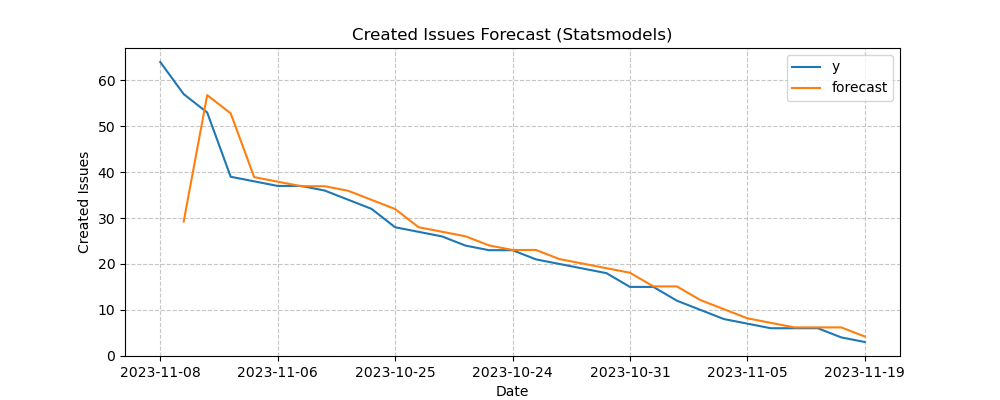 Created Issues Forecast (Statsmodels)
y
forecast
Created Issues
60
50
40
30
20
10
0
2023-11-08 2023-11-06 2023-10-25 2023-10-24 2023-10-31 2023-11-05 2023-11-19
Date